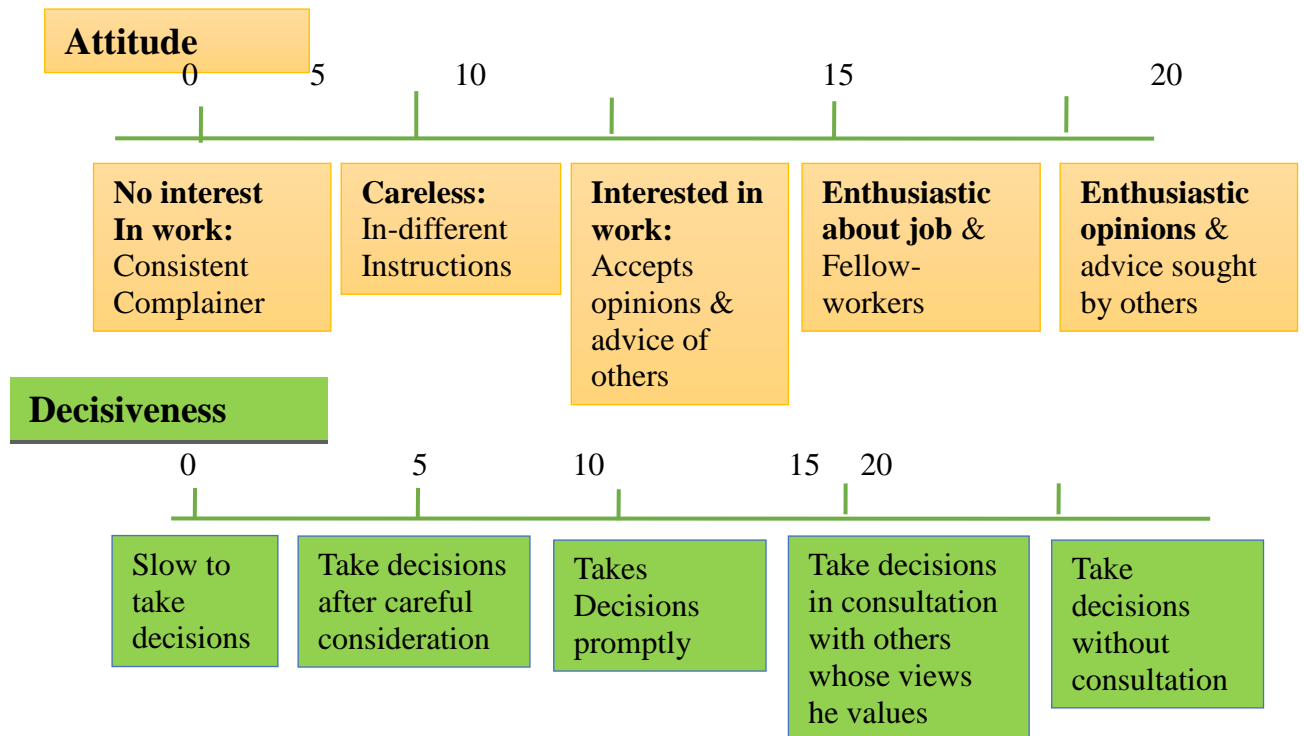 Attitude
0 5 10 15 20
No interest
In work:
Consistent
Complainer
Careless:
In-different
Instructions
Interested in
work:
Accepts
opinions &
advice of
others
Enthusiastic
about job &
Fellow-
workers
Enthusiastic
opinions &
advice sought
by others
Decisiveness
0 5 10 15 20
Slow to
take
decisions
Take decisions
after careful
consideration
Takes
Decisions
promptly
Take decisions
in consultation
with others
whose views
he values
Take
decisions
without
consultation